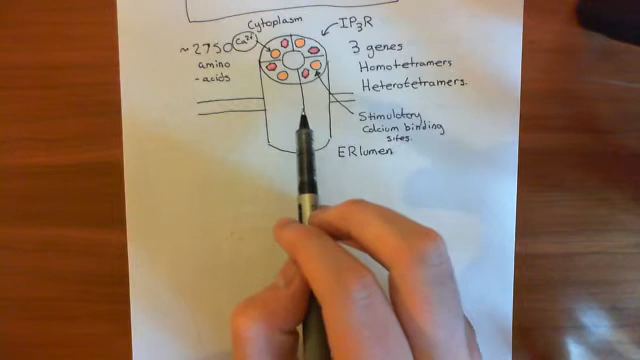 Cytoplasm
IP3R
Ca2+
~2750
amino
-acids
3 genes
Homotetramers
Heterotetramers.
Stimulatory
Calcium binding
sites.
ER lumen